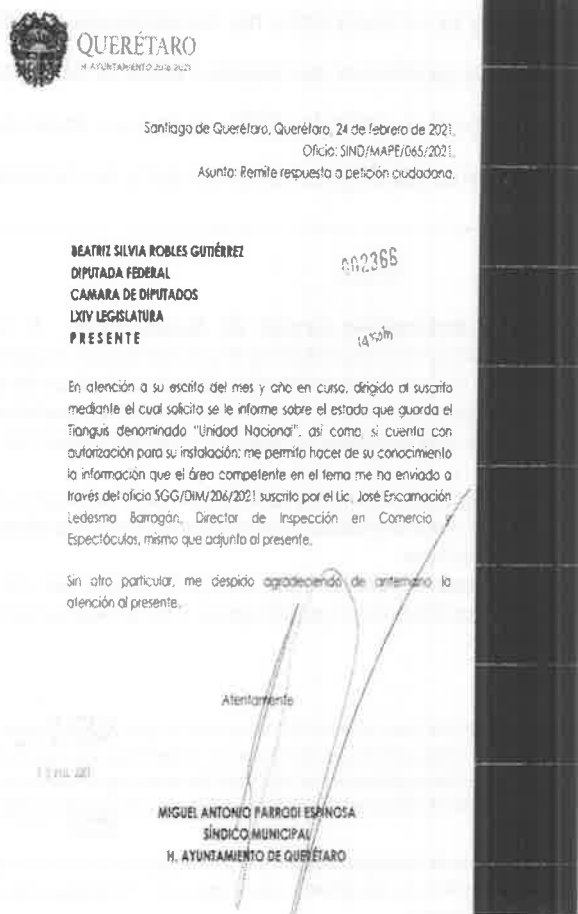 QUERÉTARO
H. AYUNTAMIENTO 2018-2021
Santiago de Querétaro, Querétaro, 24 de febrero de 2021.
Oficio: SIND/MAPE/065/2021.
Asunto: Remite respuesta a petición ciudadana.
BEATRIZ SILVIA ROBLES GUTIÉRREZ
DIPUTADA FEDERAL
CAMARA DE DIPUTADOS
LXIV LEGISLATURA
P R E S E N T E
002366
En atención a su escrito del mes y año en curso, dirigido al suscrito
mediante el cual solicita se le informe sobre el estado que guarda el
Tianguis denominado "Unidad Nacional", así como, si cuenta con
autorización para su instalación; me permito hacer de su conocimiento
la información que el área competente en el tema me ha enviado a
través del oficio SGG/DIM/206/2021 suscrito por el Lic. José Encarnación
Ledesma Barragán, Director de Inspección en Comercio y
Espectáculos, mismo que adjunto al presente.
Sin otro particular, me despido agradeciendo de antemano la
atención al presente.
Atentamente
MIGUEL ANTONIO PARRODI ESPINOSA
SÍNDICO MUNICIPAL
H. AYUNTAMIENTO DE QUERÉTARO